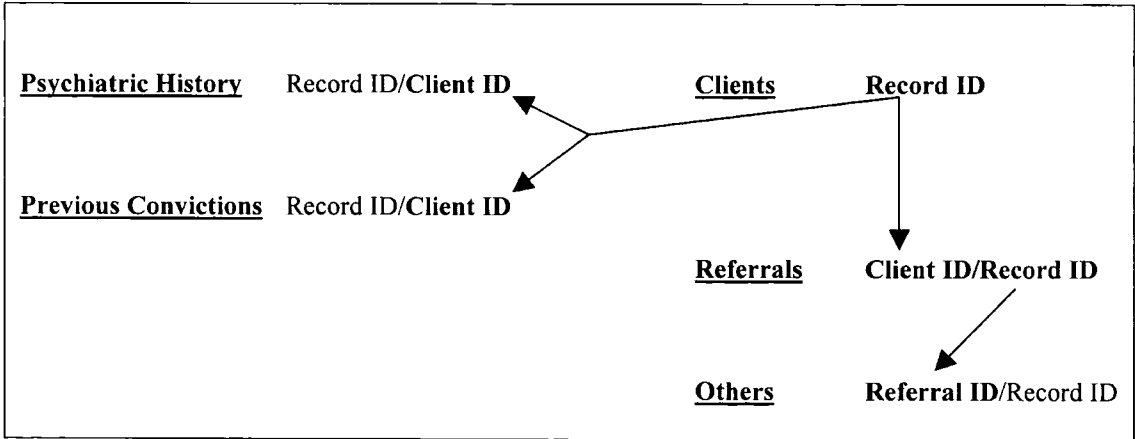 Psychiatric History Record ID/Client ID Clients Record ID
Previous Convictions Record ID/Client ID
Referrals Client ID/Record ID
Others Referral ID/Record ID